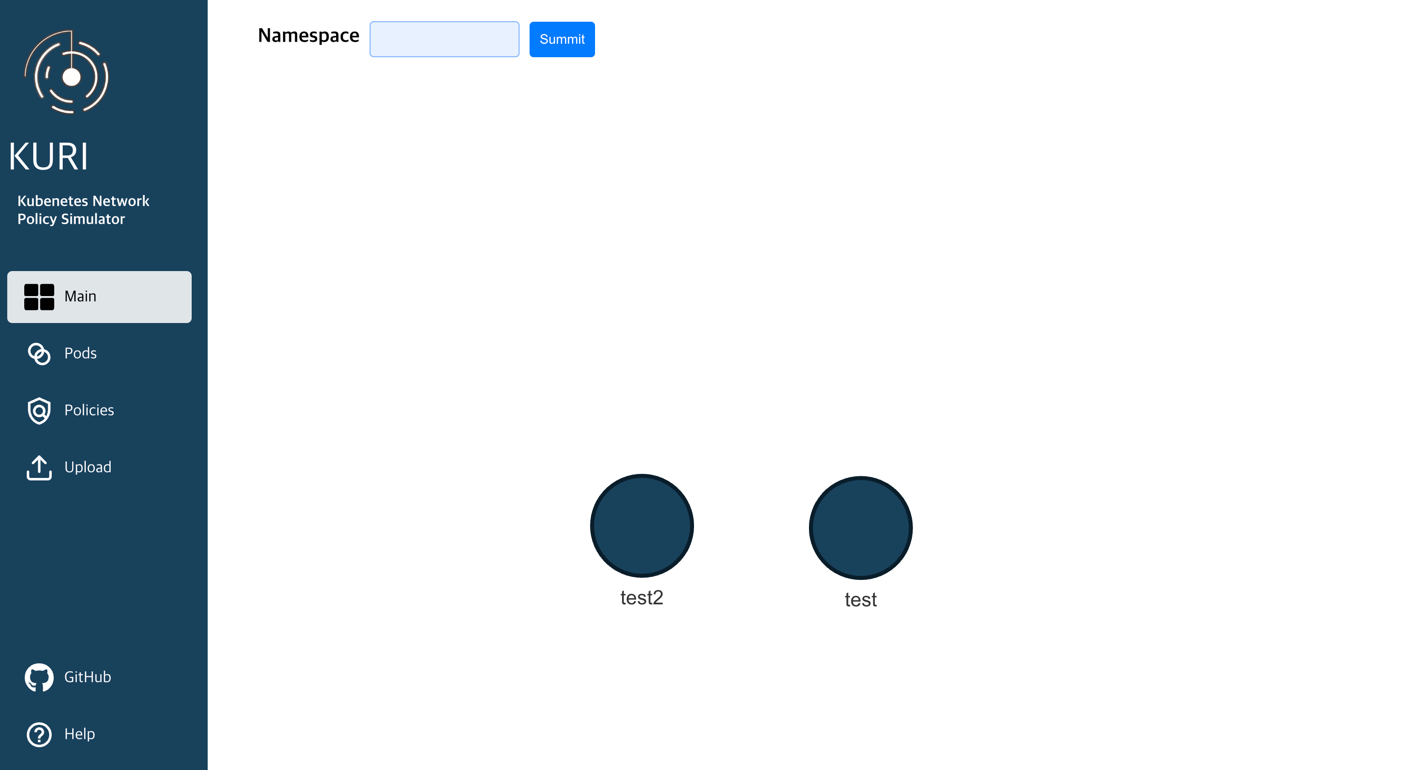 Namespace
Summit
KURI
Kubenetes Network
Policy Simulator
Main
Pods
Policies
Upload
test2
test
GitHub
Help